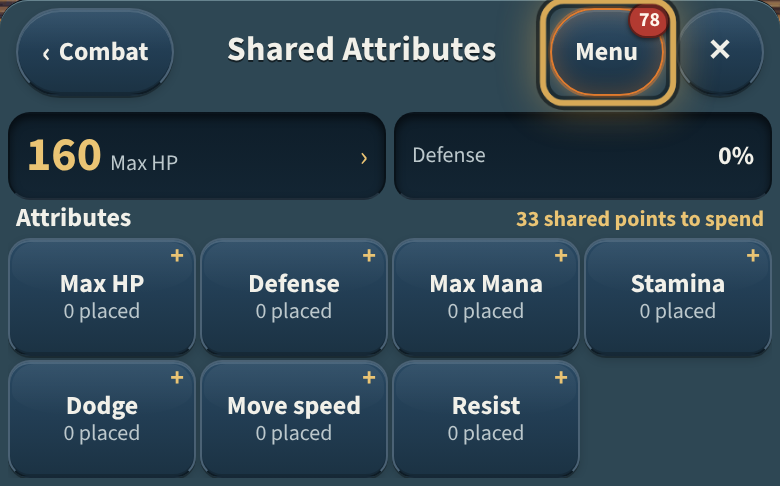 ‹ Combat
Shared Attributes
Menu
78
✕
160 Max HP ›
Defense 0%
Attributes
33 shared points to spend
+
Max HP
0 placed
+
Defense
0 placed
+
Max Mana
0 placed
+
Stamina
0 placed
+
Dodge
0 placed
+
Move speed
0 placed
+
Resist
0 placed